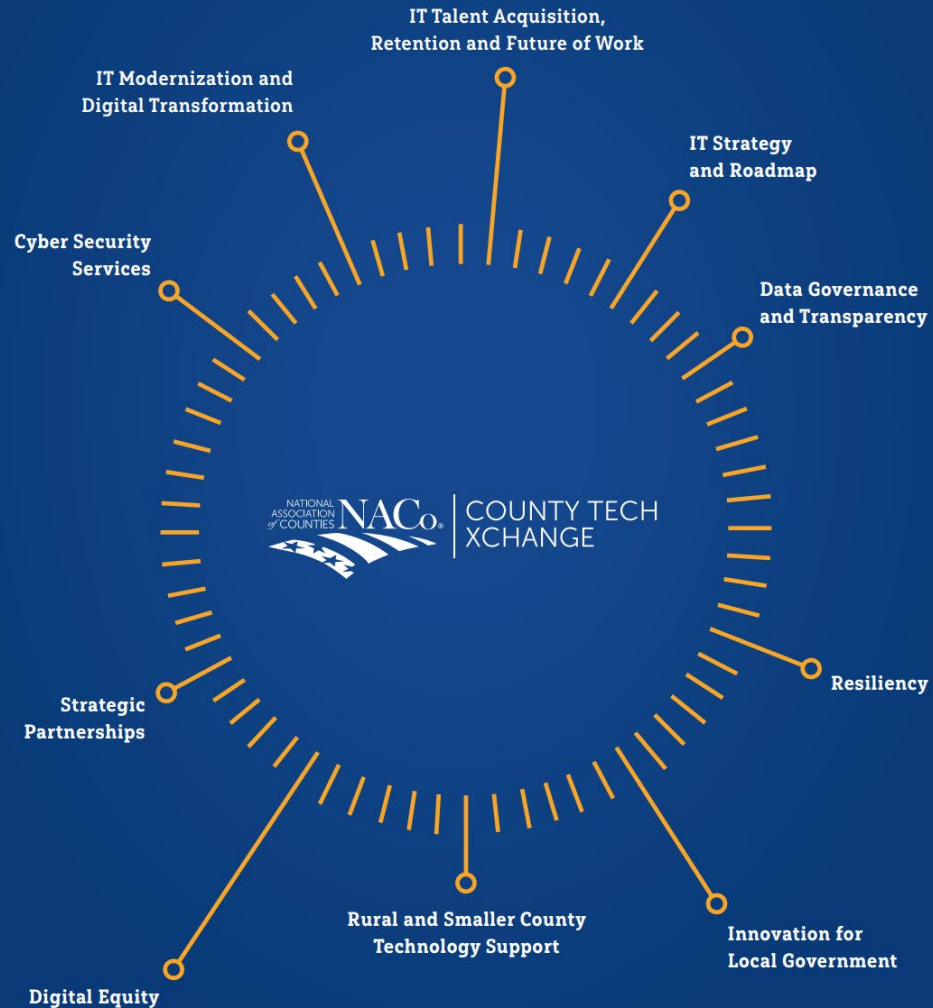 IT Talent Acquisition,
Retention and Future of Work
IT Modernization and
Digital Transformation
IT Strategy
and Roadmap
Cyber Security
Services
Data Governance
and Transparency
NATIONAL
ASSOCIATION
of COUNTIES
NACo®
COUNTY TECH
XCHANGE
Resiliency
Strategic
Partnerships
Rural and Smaller County
Technology Support
Innovation for
Local Government
Digital Equity